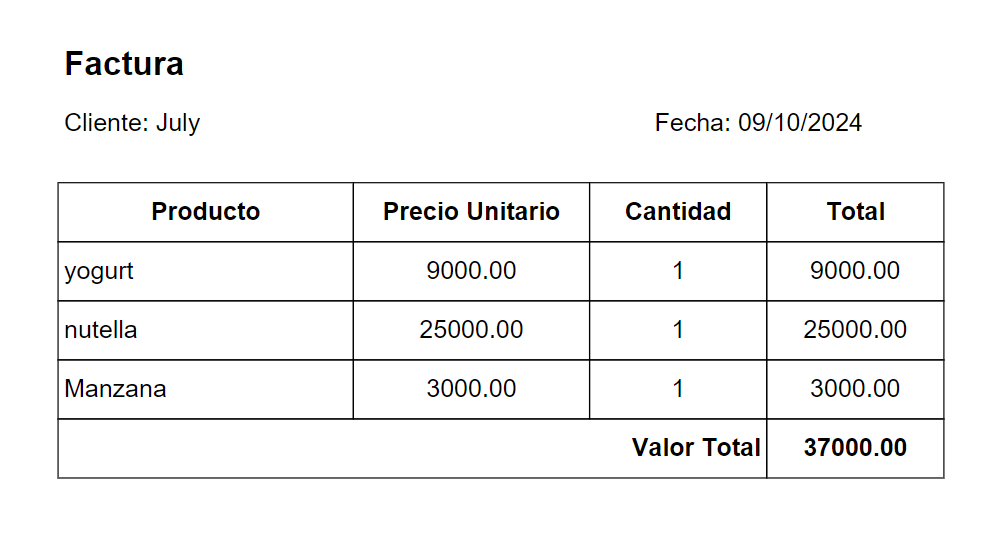 Factura
Cliente: July Fecha: 09/10/2024
Producto Precio Unitario Cantidad Total
yogurt 9000.00 1 9000.00
nutella 25000.00 1 25000.00
Manzana 3000.00 1 3000.00
Valor Total 37000.00